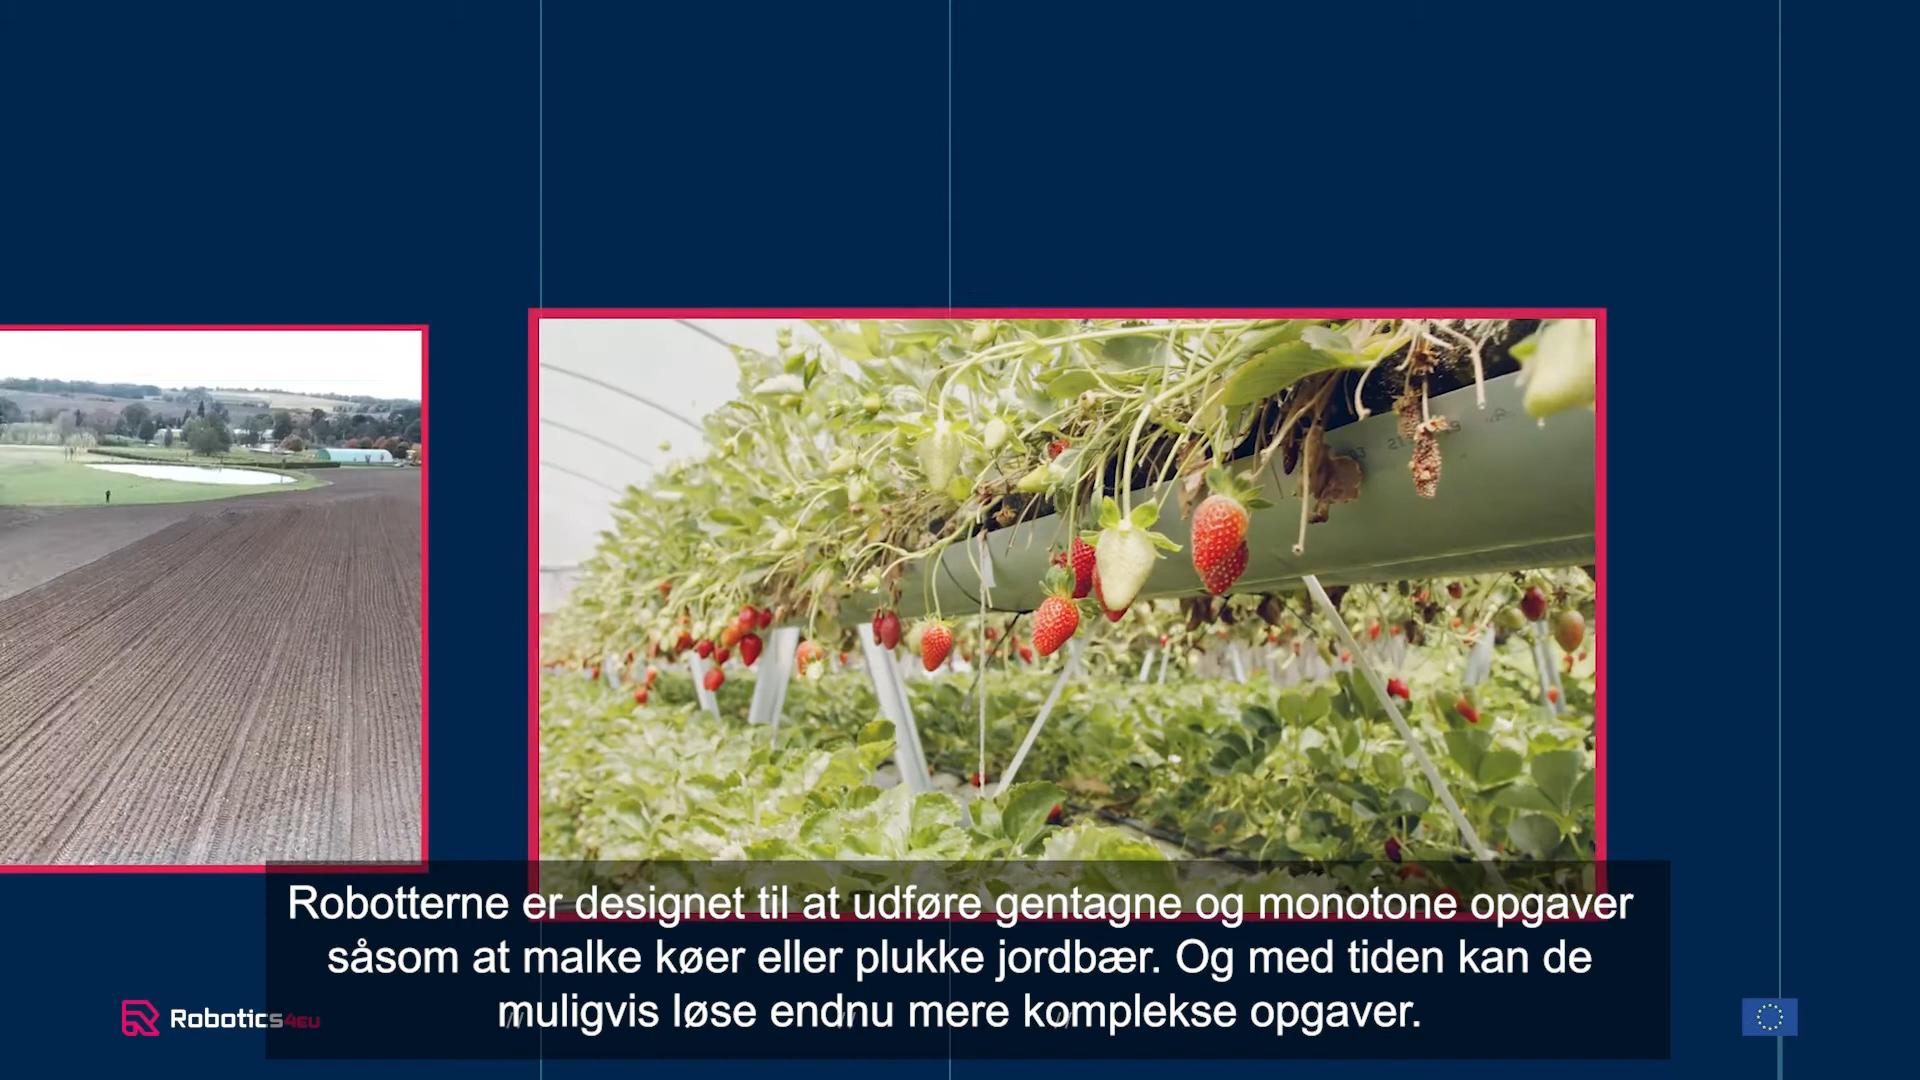 Robotterne er designet til at udføre gentagne og monotone opgaver
såsom at malke køer eller plukke jordbær. Og med tiden kan de
muligvis løse endnu mere komplekse opgaver.
Robotics4EU